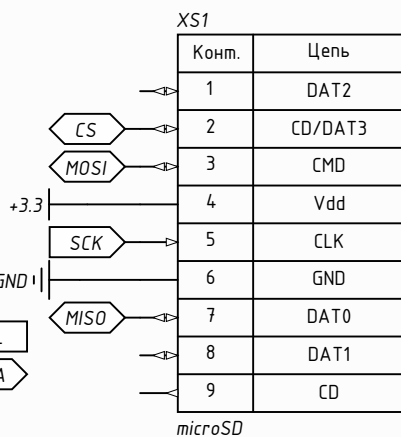 XS1
Конт. Цепь
1 DAT2
CS 2 CD/DAT3
MOSI 3 CMD
+3.3 4 Vdd
SCK 5 CLK
GND 6 GND
MISO 7 DAT0
8 DAT1
A 9 CD
microSD